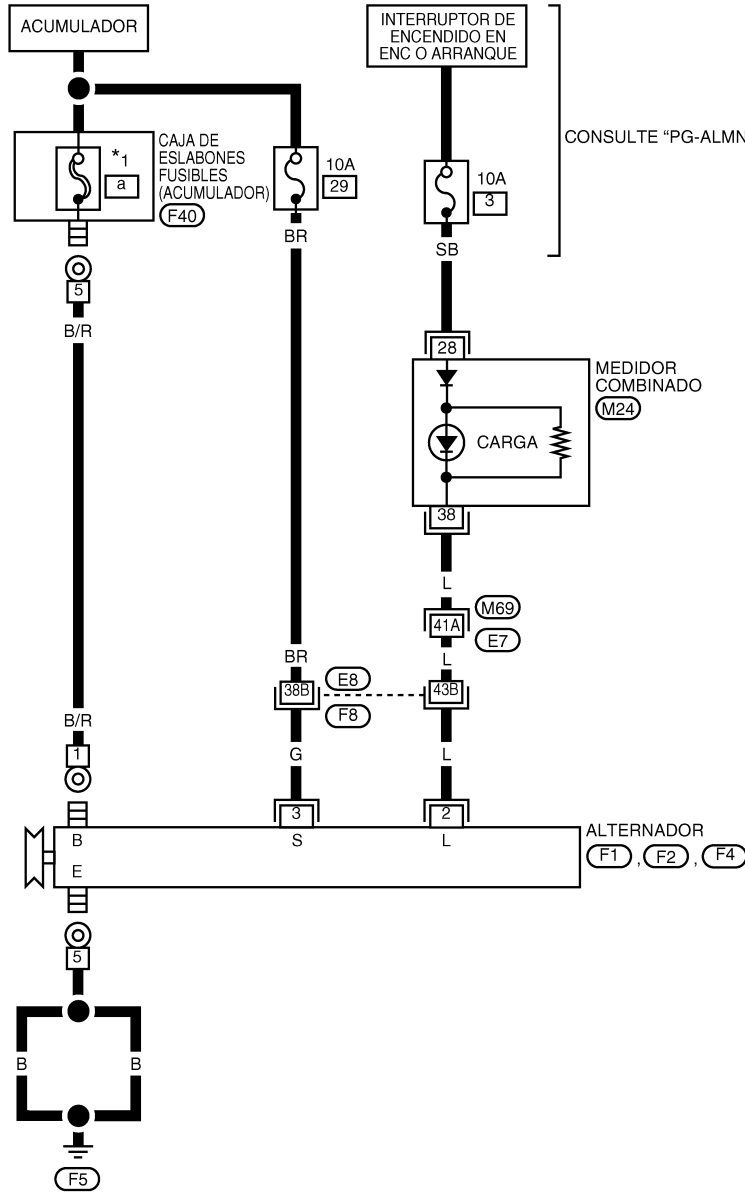 ACUMULADOR
INTERRUPTOR DE
ENCENDIDO EN
ENC O ARRANQUE
CONSULTE “PG-ALMN
*1
a
CAJA DE
ESLABONES
FUSIBLES
(ACUMULADOR)
F40
10A
29
10A
3
BR
SB
5
B/R
28
MEDIDOR
COMBINADO
M24
CARGA
38
L
M69
41A
E7
BR
L
38B
E8
43B
F8
B/R
1
G
L
3
2
B
S
L
E
ALTERNADOR
F1 , F2 , F4
5
B
B
F5